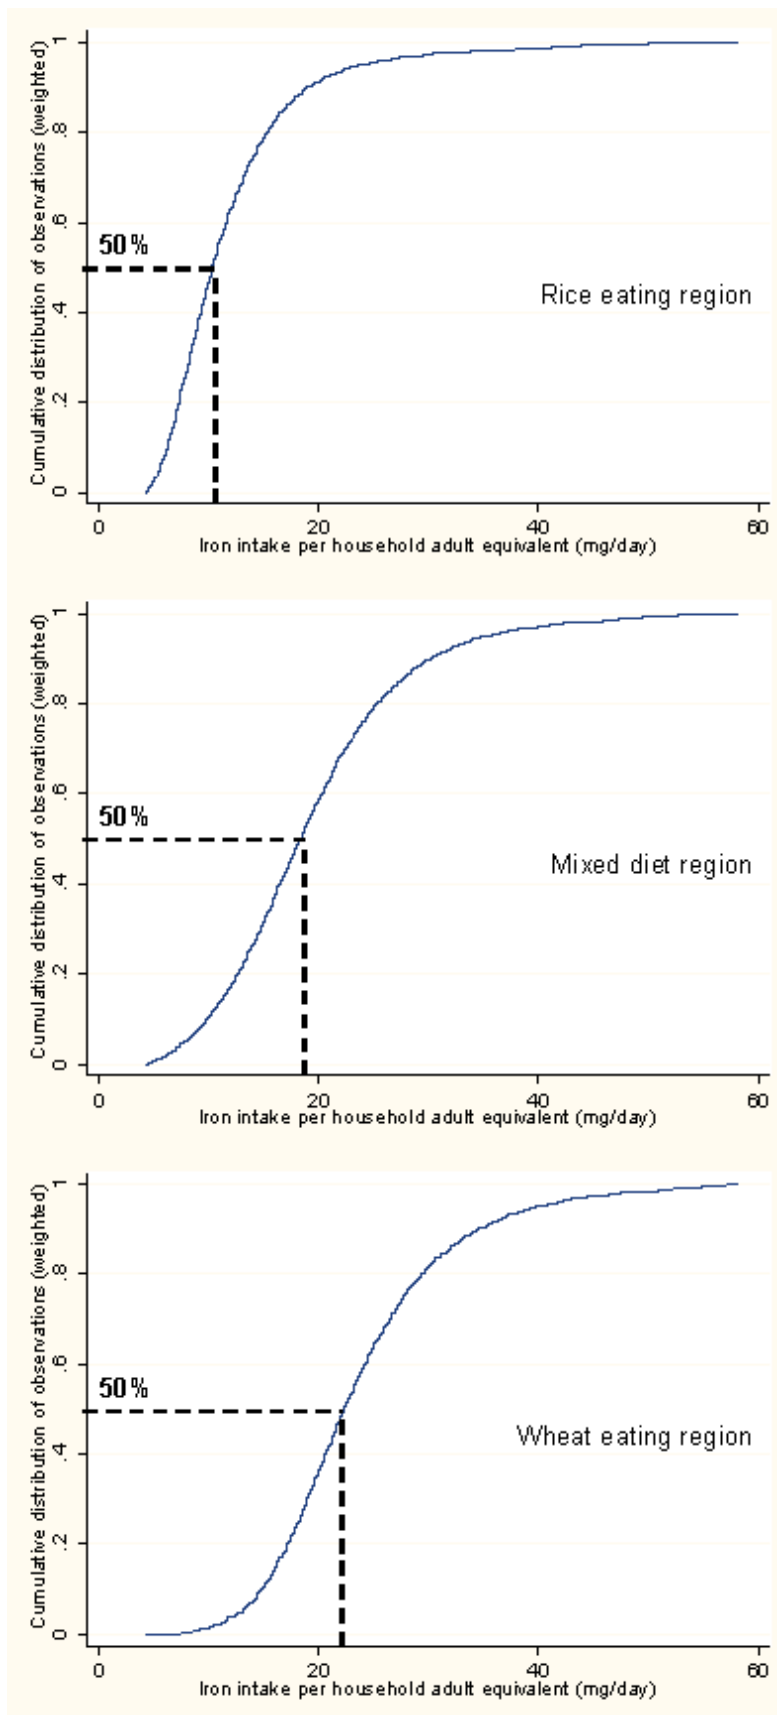 Cumulative distribution of observations (weighted)
1
.8
.6
.4
.2
0
50%
Rice eating region
0 20 40 60
Iron intake per household adult equivalent (mg/day)
Cumulative distribution of observations (weighted)
1
.8
.6
.4
.2
0
50%
Mixed diet region
0 20 40 60
Iron intake per household adult equivalent (mg/day)
Cumulative distribution of observations (weighted)
1
.8
.6
.4
.2
0
50%
Wheat eating region
0 20 40 60
Iron intake per household adult equivalent (mg/day)